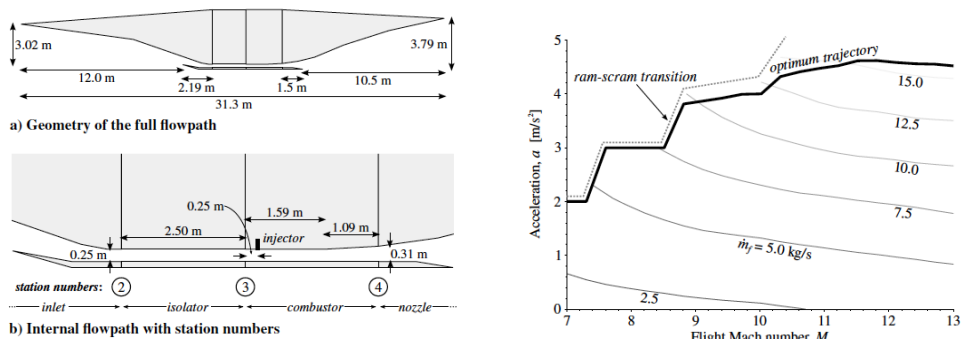 3.02 m
3.79 m
12.0 m
2.19 m
1.5 m
10.5 m
31.3 m
a) Geometry of the full flowpath
0.25 m
1.59 m
2.50 m
1.09 m
injector
0.25 m
0.31 m
station numbers:
2
3
4
inlet
isolator
combustor
nozzle
b) Internal flowpath with station numbers
Acceleration, a [m/s²]
5
4
3
2
1
0
ram-scram transition
optimum trajectory
15.0
12.5
10.0
7.5
ṁf = 5.0 kg/s
2.5
7
8
9
10
11
12
13
Flight Mach number, M